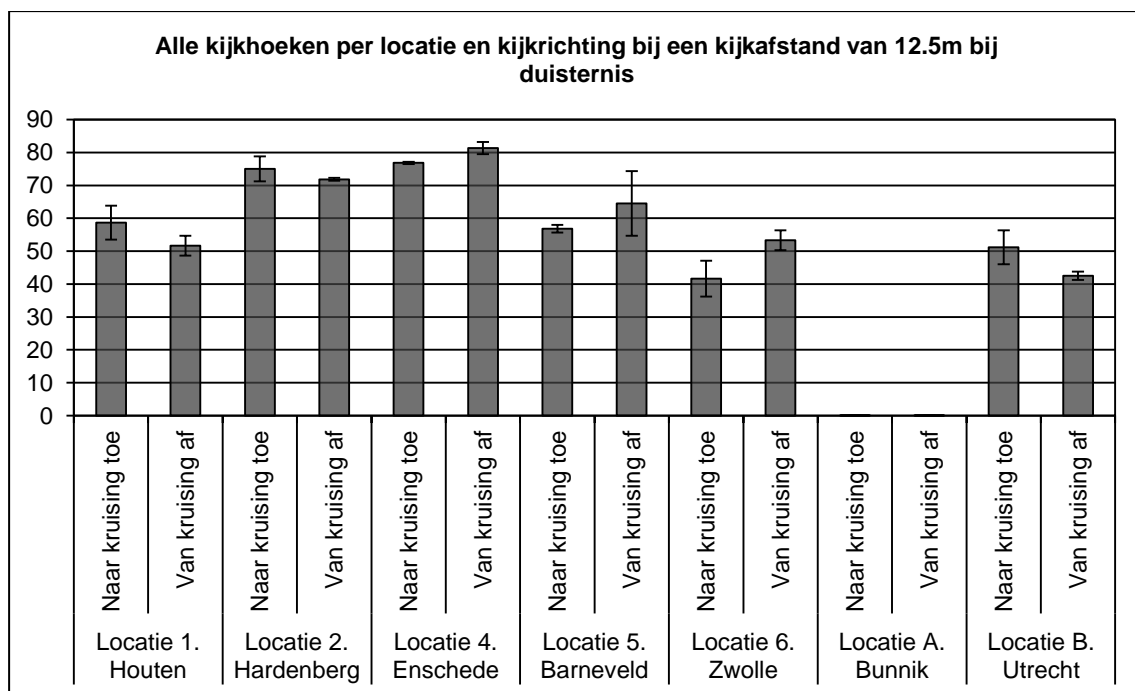 Alle kijkhoeken per locatie en kijkrichting bij een kijkafstand van 12.5m bij
duisternis
90
80
70
60
50
40
30
20
10
0
Naar kruising toe
Van kruising af
Naar kruising toe
Van kruising af
Naar kruising toe
Van kruising af
Naar kruising toe
Van kruising af
Naar kruising toe
Van kruising af
Naar kruising toe
Van kruising af
Naar kruising toe
Van kruising af
Locatie 1.
Houten
Locatie 2.
Hardenberg
Locatie 4.
Enschede
Locatie 5.
Barneveld
Locatie 6.
Zwolle
Locatie A.
Bunnik
Locatie B.
Utrecht